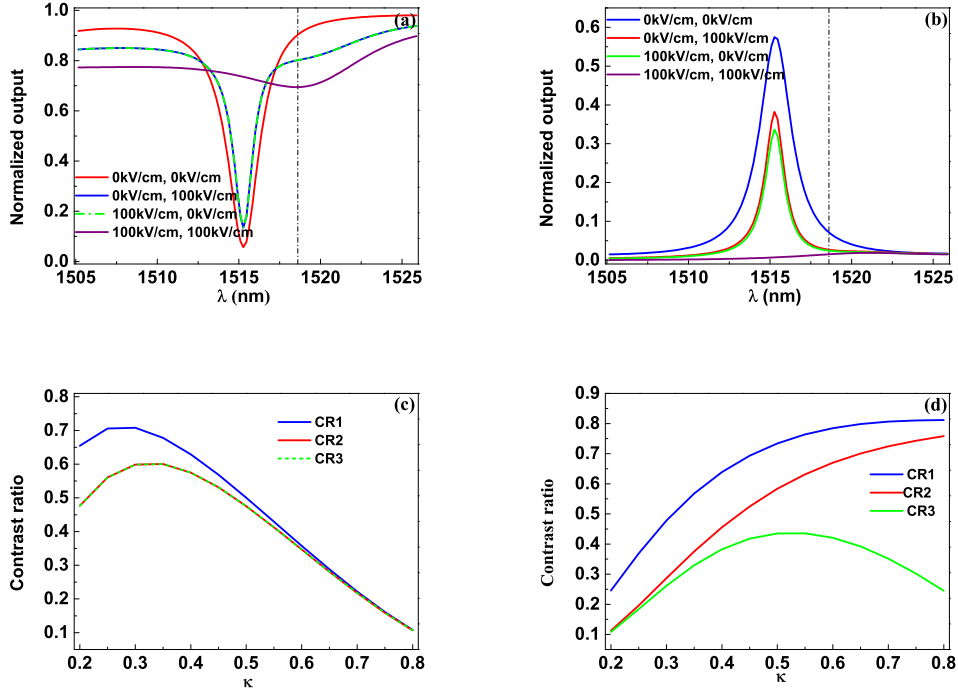 (a)
Normalized output
1.0
0.8
0.6
0.4
0.2
0.0
0kV/cm, 0kV/cm
0kV/cm, 100kV/cm
100kV/cm, 0kV/cm
100kV/cm, 100kV/cm
1505 1510 1515 1520 1525
λ (nm)
(b)
Normalized output
0.6
0.5
0.4
0.3
0.2
0.1
0.0
0kV/cm, 0kV/cm
0kV/cm, 100kV/cm
100kV/cm, 0kV/cm
100kV/cm, 100kV/cm
1505 1510 1515 1520 1525
λ (nm)
(c)
Contrast ratio
0.8
0.7
0.6
0.5
0.4
0.3
0.2
0.1
CR1
CR2
CR3
0.2 0.3 0.4 0.5 0.6 0.7 0.8
κ
(d)
Contrast ratio
0.9
0.8
0.7
0.6
0.5
0.4
0.3
0.2
0.1
CR1
CR2
CR3
0.2 0.3 0.4 0.5 0.6 0.7 0.8
κ